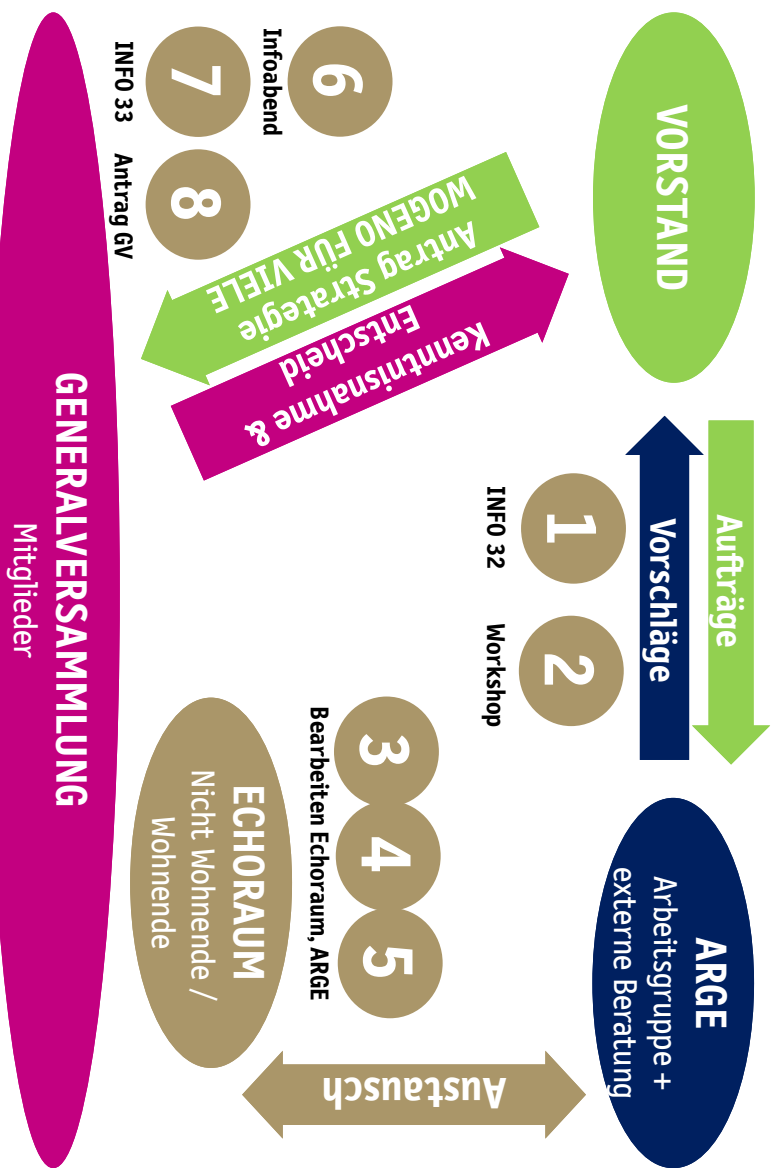 VORSTAND
Aufträge
Vorschläge
ARGE
Arbeitsgruppe +
externe Beratung
1
INFO 32
2
Workshop
3
4
5
Bearbeiten Echoraum, ARGE
Austausch
ECHORAUM
Nicht Wohnende /
Wohnende
6
Infoabend
7
INFO 33
8
Antrag GV
Antrag Strategie
WOGENO FÜR VIELE
Kenntnisnahme &
Entscheid
GENERALVERSAMMLUNG
Mitglieder